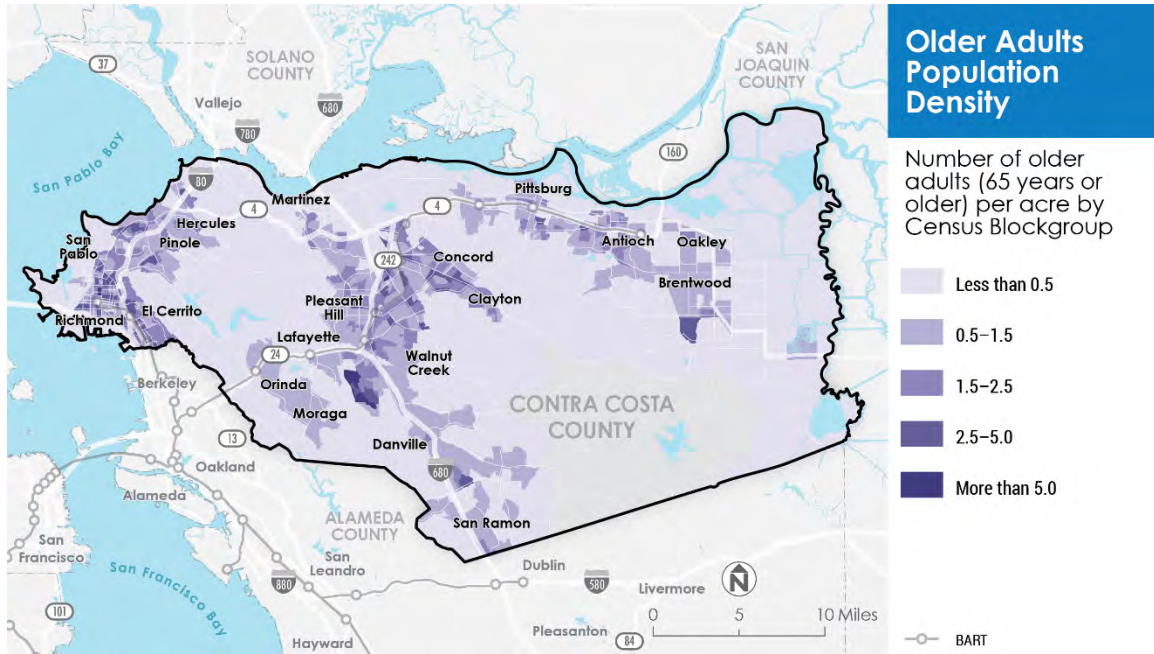 Older Adults
Population
Density
Number of older
adults (65 years or
older) per acre by
Census Blockgroup
Less than 0.5
0.5–1.5
1.5–2.5
2.5–5.0
More than 5.0
BART
SOLANO
COUNTY
SAN
JOAQUIN
COUNTY
37
Vallejo
680
780
160
San Pablo Bay
80
Martinez
4
4
Pittsburg
Hercules
San
Pablo
Pinole
242
Concord
Antioch
Oakley
Clayton
Brentwood
Richmond
El Cerrito
Pleasant
Hill
Lafayette
24
Walnut
Creek
Orinda
Berkeley
Moraga
CONTRA COSTA
COUNTY
13
Danville
680
Oakland
Alameda
ALAMEDA
COUNTY
San Ramon
San
Francisco
San
Leandro
Dublin
San Francisco Bay
880
580
Livermore
N
101
0 5 10 Miles
Hayward
Pleasanton
84